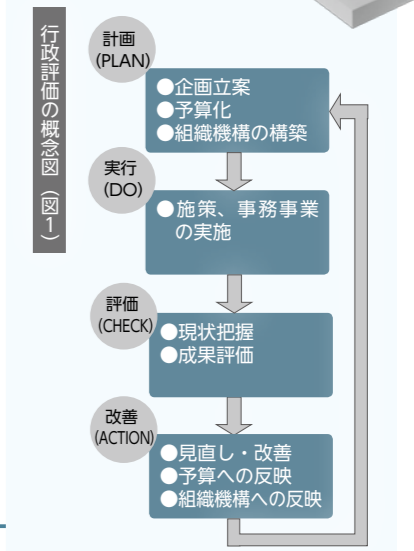 行政評価の概念図（図1）
計画
(PLAN)
●企画立案
●予算化
●組織機構の構築
実行
(DO)
●施策、事務事業
の実施
評価
(CHECK)
●現状把握
●成果評価
改善
(ACTION)
●見直し・改善
●予算への反映
●組織機構への反映